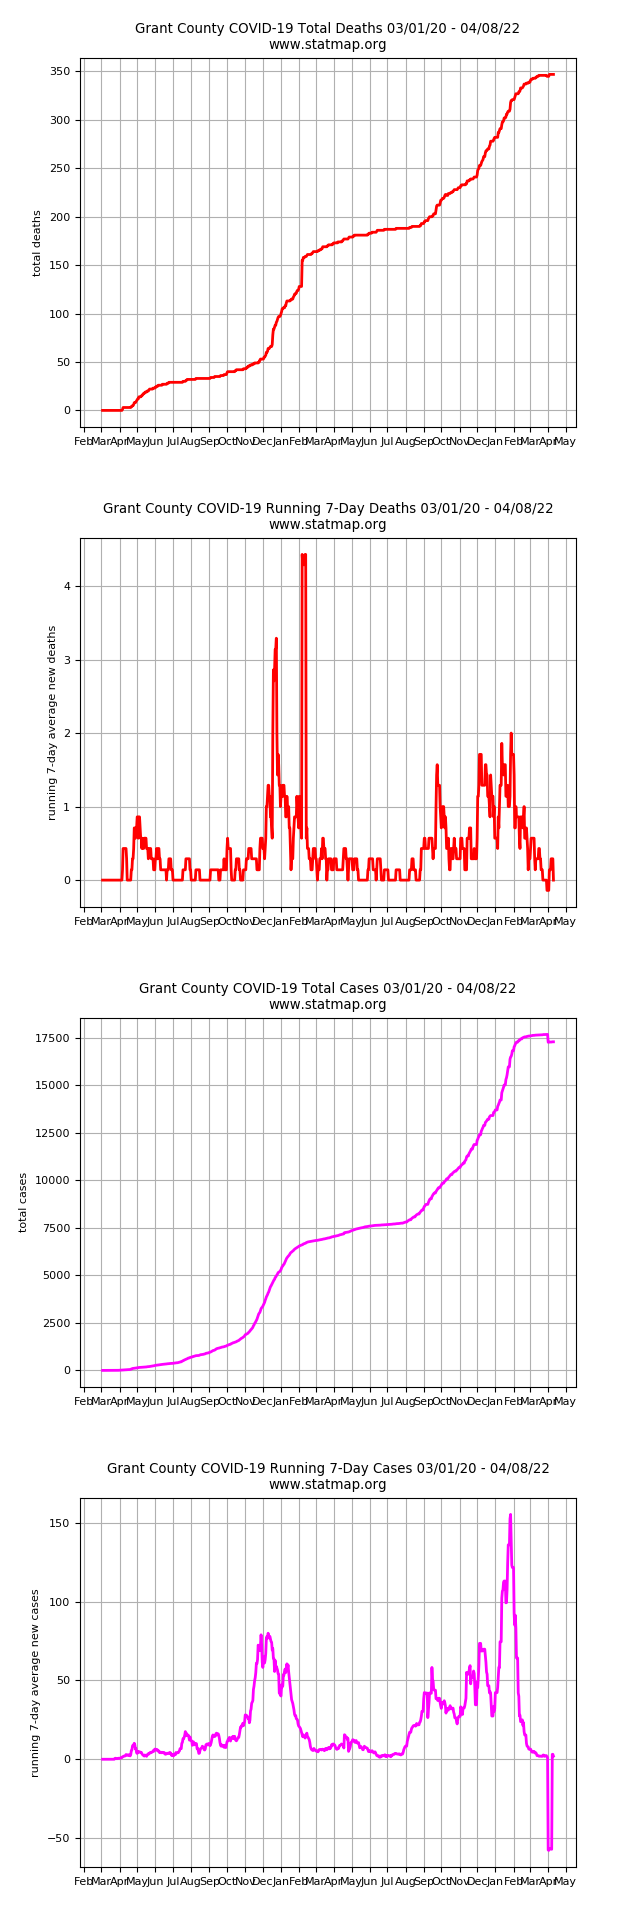 Grant County COVID-19 Total Deaths 03/01/20 - 04/08/22
www.statmap.org
total deaths
350
300
250
200
150
100
50
0
Feb Mar Apr May Jun Jul Aug Sep Oct Nov Dec Jan Feb Mar Apr May Jun Jul Aug Sep Oct Nov Dec Jan Feb Mar Apr May
Grant County COVID-19 Running 7-Day Deaths 03/01/20 - 04/08/22
www.statmap.org
running 7-day average new deaths
4
3
2
1
0
Feb Mar Apr May Jun Jul Aug Sep Oct Nov Dec Jan Feb Mar Apr May Jun Jul Aug Sep Oct Nov Dec Jan Feb Mar Apr May
Grant County COVID-19 Total Cases 03/01/20 - 04/08/22
www.statmap.org
total cases
17500
15000
12500
10000
7500
5000
2500
0
Feb Mar Apr May Jun Jul Aug Sep Oct Nov Dec Jan Feb Mar Apr May Jun Jul Aug Sep Oct Nov Dec Jan Feb Mar Apr May
Grant County COVID-19 Running 7-Day Cases 03/01/20 - 04/08/22
www.statmap.org
running 7-day average new cases
150
100
50
0
−50
Feb Mar Apr May Jun Jul Aug Sep Oct Nov Dec Jan Feb Mar Apr May Jun Jul Aug Sep Oct Nov Dec Jan Feb Mar Apr May